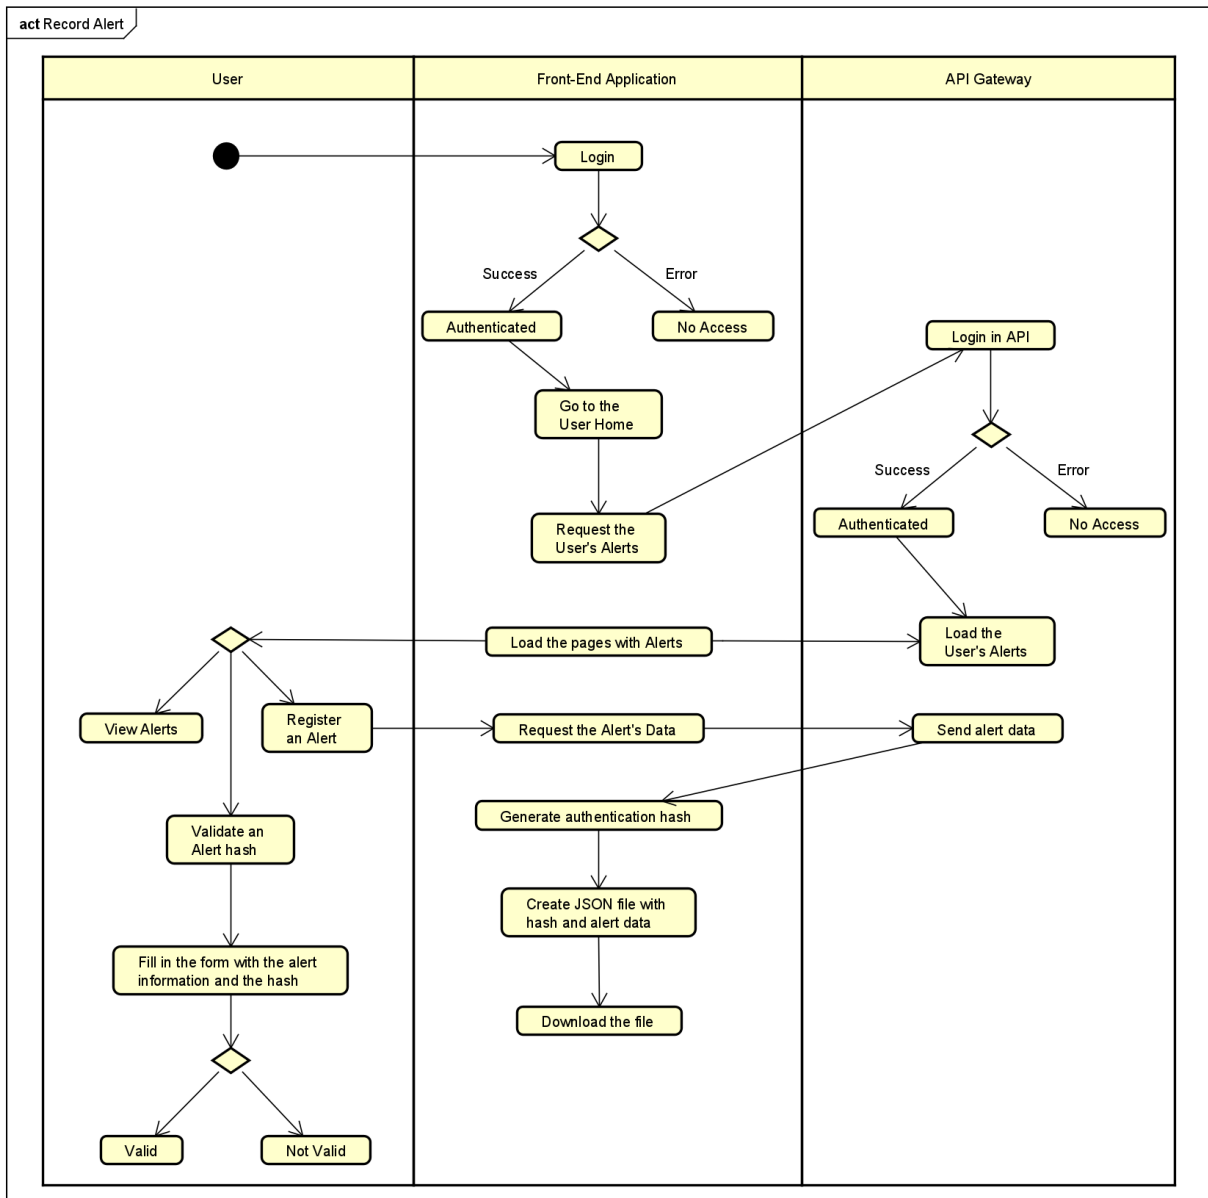 act Record Alert
User
Front-End Application
API Gateway
Login
Success
Error
Authenticated
No Access
Login in API
Go to the
User Home
Success
Error
Request the
User's Alerts
Authenticated
No Access
Load the pages with Alerts
Load the
User's Alerts
View Alerts
Register
an Alert
Request the Alert's Data
Send alert data
Generate authentication hash
Validate an
Alert hash
Create JSON file with
hash and alert data
Fill in the form with the alert
information and the hash
Download the file
Valid
Not Valid